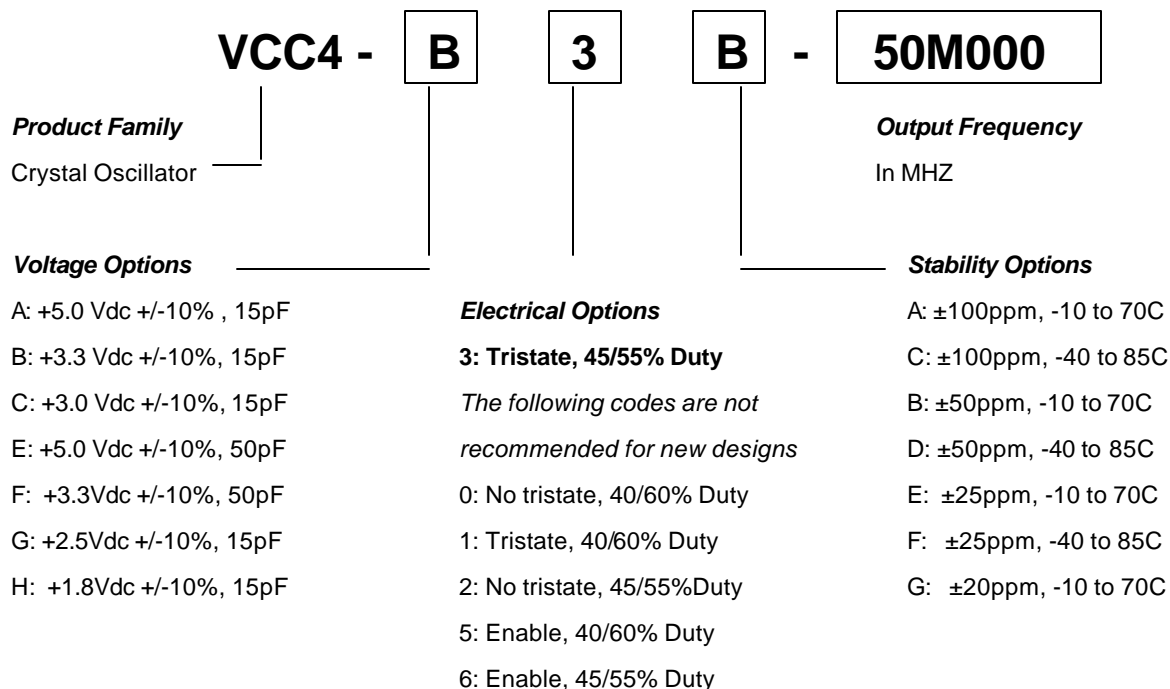 VCC4 - B 3 B - 50M000
Product Family
Crystal Oscillator
Output Frequency
In MHZ
Voltage Options
A: +5.0 Vdc +/-10% , 15pF
B: +3.3 Vdc +/-10%, 15pF
C: +3.0 Vdc +/-10%, 15pF
E: +5.0 Vdc +/-10%, 50pF
F: +3.3Vdc +/-10%, 50pF
G: +2.5Vdc +/-10%, 15pF
H: +1.8Vdc +/-10%, 15pF
Electrical Options
3: Tristate, 45/55% Duty
The following codes are not
recommended for new designs
0: No tristate, 40/60% Duty
1: Tristate, 40/60% Duty
2: No tristate, 45/55%Duty
5: Enable, 40/60% Duty
6: Enable, 45/55% Duty
Stability Options
A: ±100ppm, -10 to 70C
C: ±100ppm, -40 to 85C
B: ±50ppm, -10 to 70C
D: ±50ppm, -40 to 85C
E: ±25ppm, -10 to 70C
F: ±25ppm, -40 to 85C
G: ±20ppm, -10 to 70C